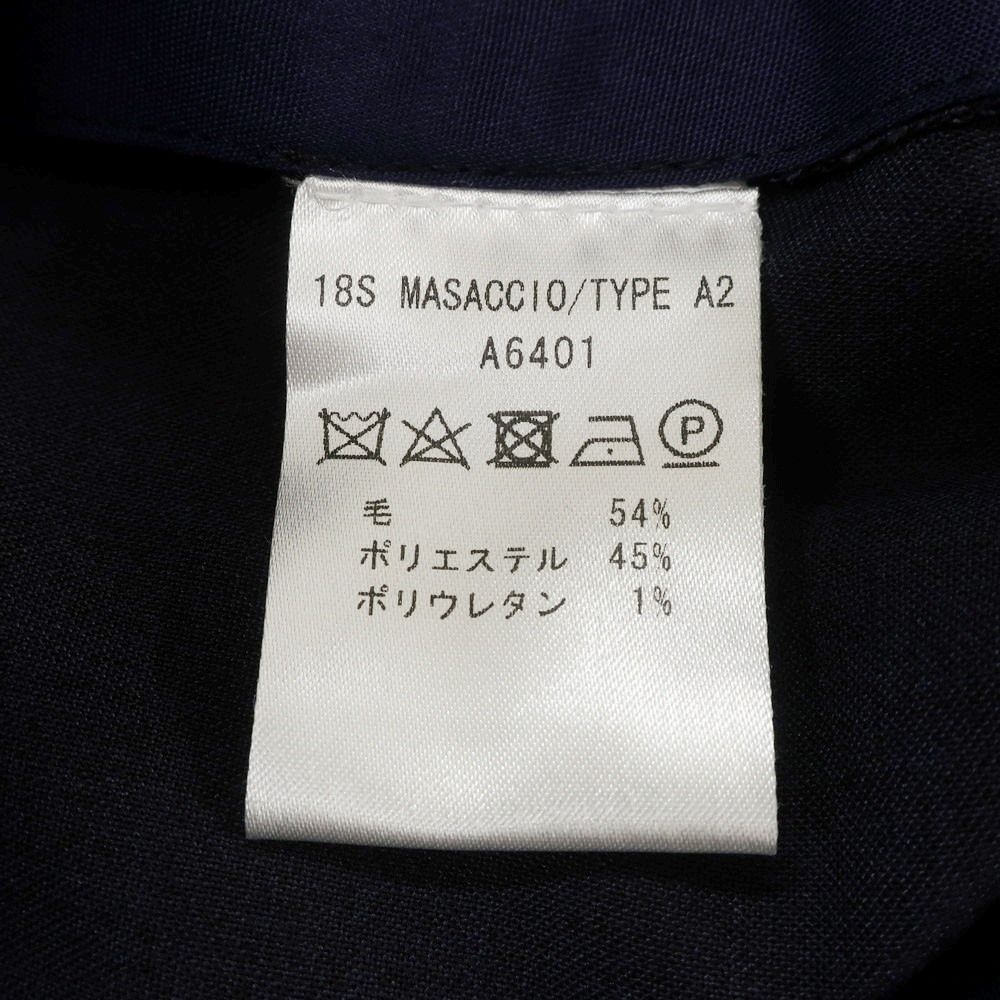 18S MASACCIO/TYPE A2
A6401
P
毛 54%
ポリエステル 45%
ポリウレタン 1%